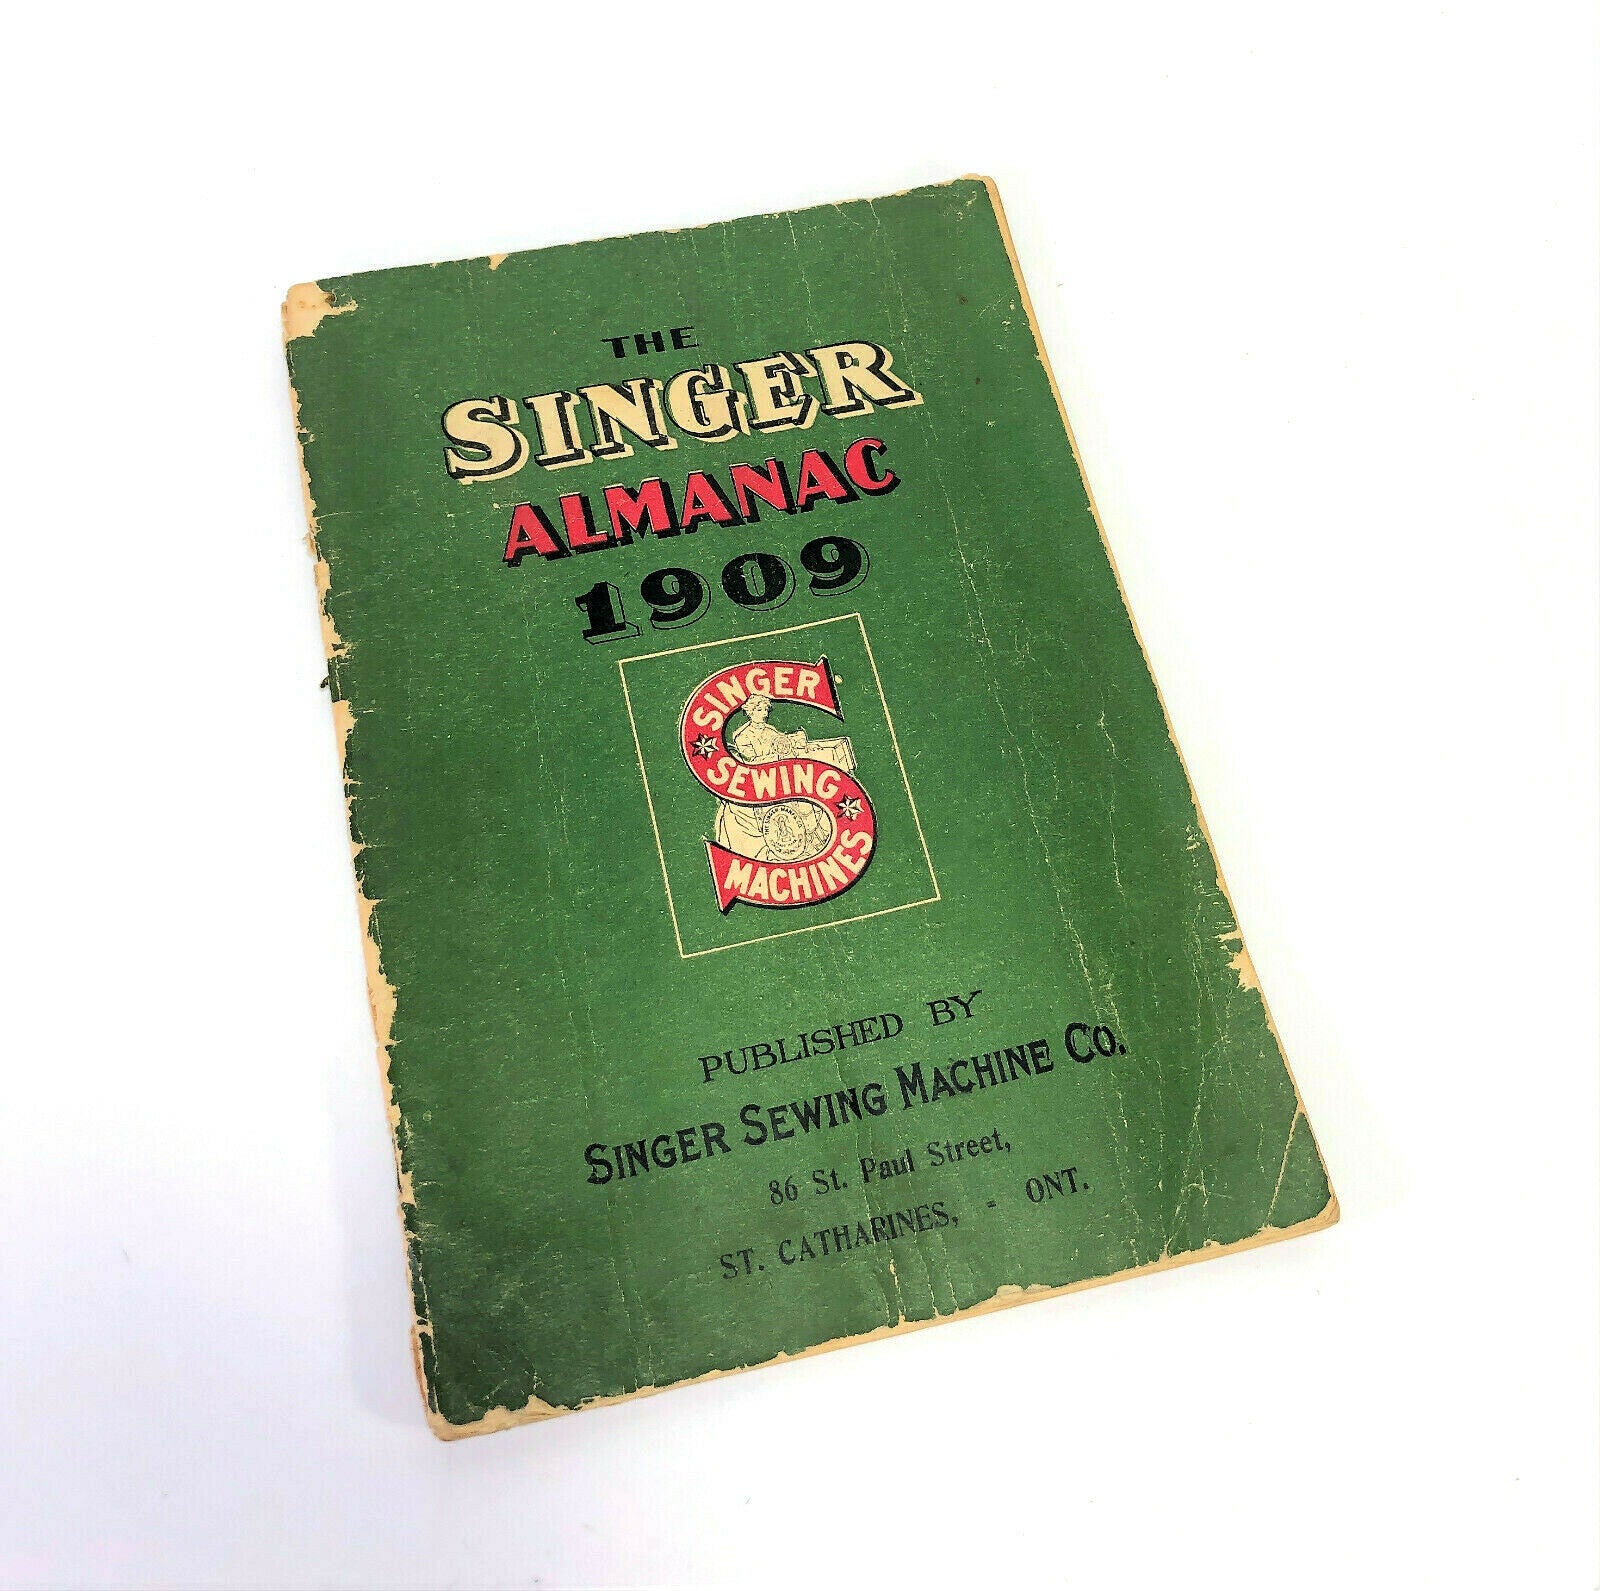 THE
SINGER
ALMANAC
1909
SINGER
SEWING
MACHINES
PUBLISHED BY
SINGER SEWING MACHINE CO.
86 St. Paul Street,
ST. CATHARINES, - ONT.